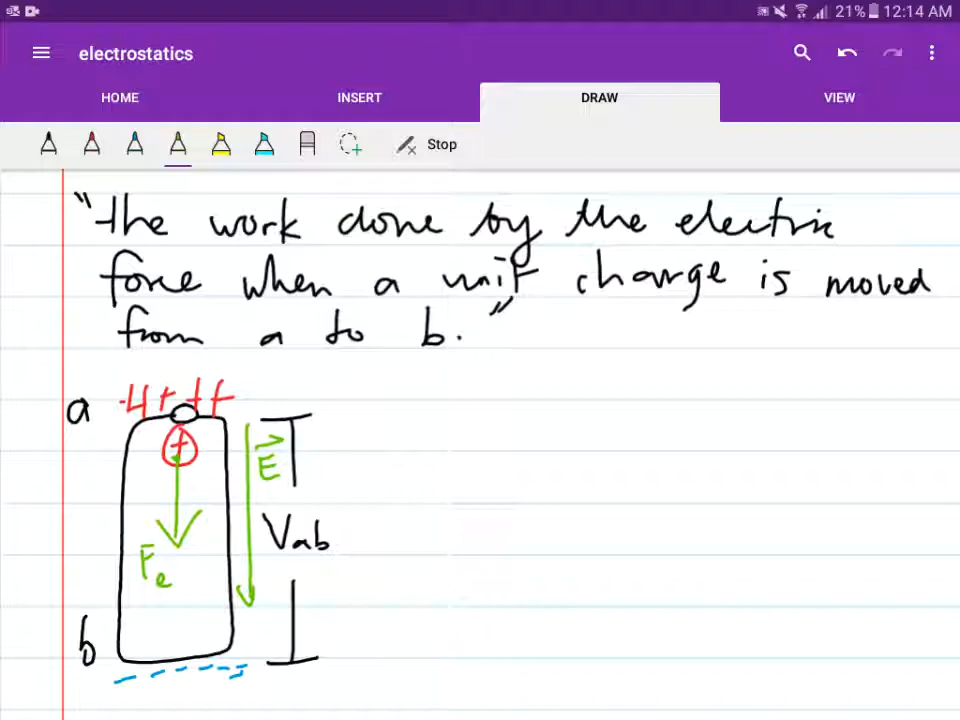 21% 12:14 AM
electrostatics
HOME INSERT DRAW VIEW
Stop
"the work done by the electric
force when a unit charge is moved
from a to b."
a
+ + + +
+
E
Vab
Fe
b